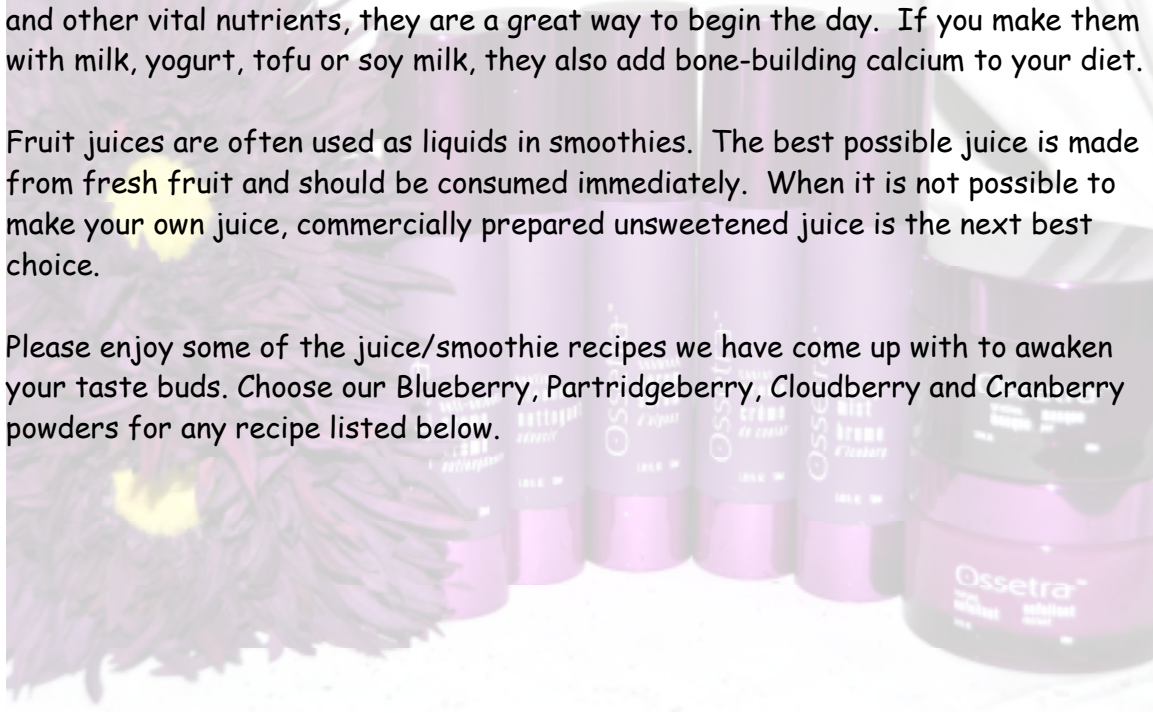 and other vital nutrients, they are a great way to begin the day.  If you make them
with milk, yogurt, tofu or soy milk, they also add bone-building calcium to your diet.
Fruit juices are often used as liquids in smoothies.  The best possible juice is made
from fresh fruit and should be consumed immediately.  When it is not possible to
make your own juice, commercially prepared unsweetened juice is the next best
choice.
Please enjoy some of the juice/smoothie recipes we have come up with to awaken
your taste buds. Choose our Blueberry, Partridgeberry, Cloudberry and Cranberry
powders for any recipe listed below.
Ossetra
Ossetra
Ossetra
Ossetra™
exfoliant